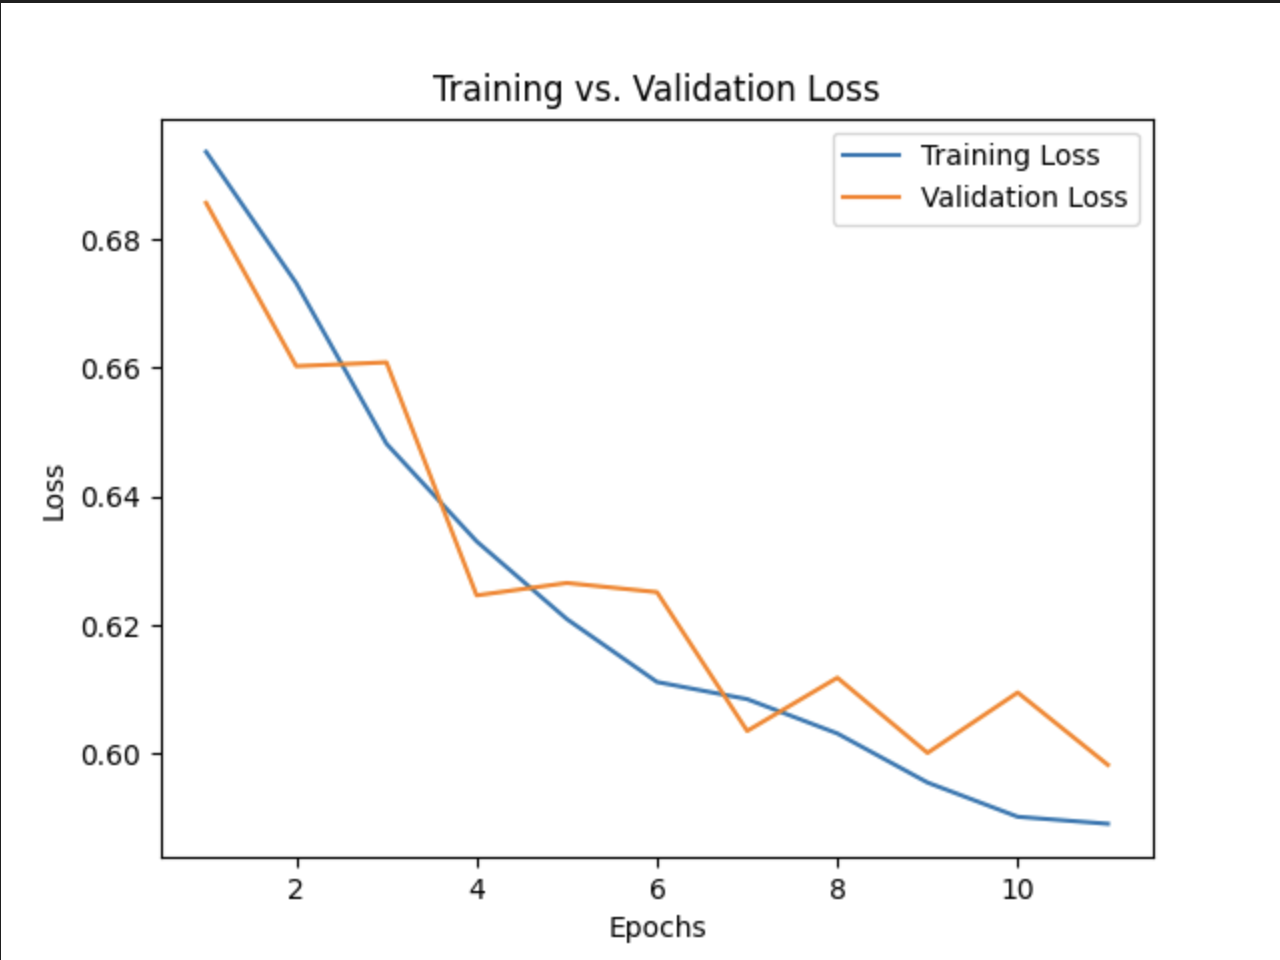 Training vs. Validation Loss
Training Loss
Validation Loss
0.68
0.66
0.64
0.62
0.60
Loss
2 4 6 8 10
Epochs